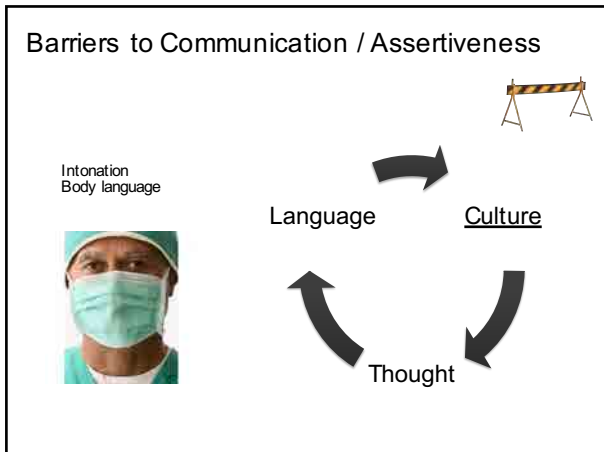 Barriers to Communication / Assertiveness
Intonation
Body language
Language
Culture
Thought